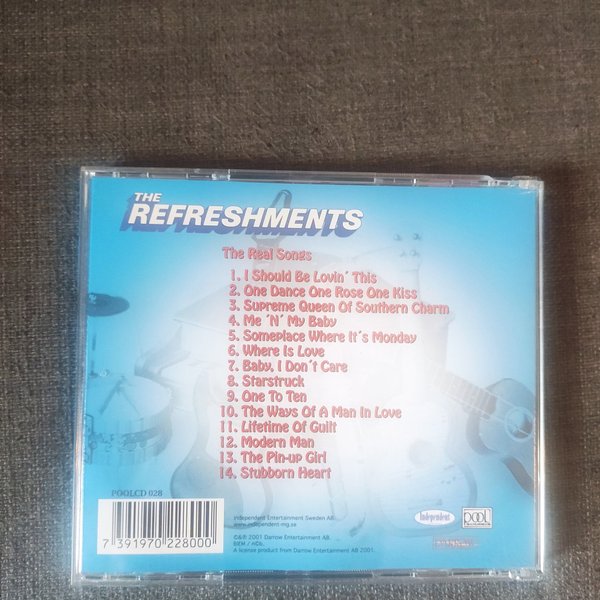 THE
REFRESHMENTS
The Real Songs
1. I Should Be Lovin´ This
2. One Dance One Rose One Kiss
3. Supreme Queen Of Southern Charm
4. Me ´N´ My Baby
5. Someplace Where It´s Monday
6. Where Is Love
7. Baby, I Don´t Care
8. Starstruck
9. One To Ten
10. The Ways Of A Man In Love
11. Lifetime Of Guilt
12. Modern Man
13. The Pin-up Girl
14. Stubborn Heart
POOLCD 028
7 391970 228000
Independent Entertainment Sweden AB.
www.independent-mg.se
©&℗ 2001 Darrow Entertainment AB.
BIEM / ncb.
A license product from Darrow Entertainment AB 2001.
Independent
POOL